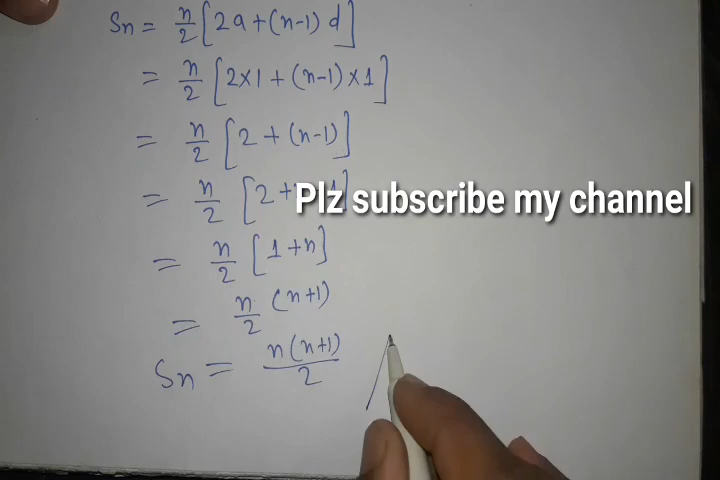 Sn = n/2 [2a + (n-1) d]
= n/2 [2×1 + (n-1) ×1]
= n/2 [2 + (n-1)]
= n/2 [2 +
Plz subscribe my channel
= n/2 [1+n]
= n/2 (n+1)
Sn = n(n+1)/2